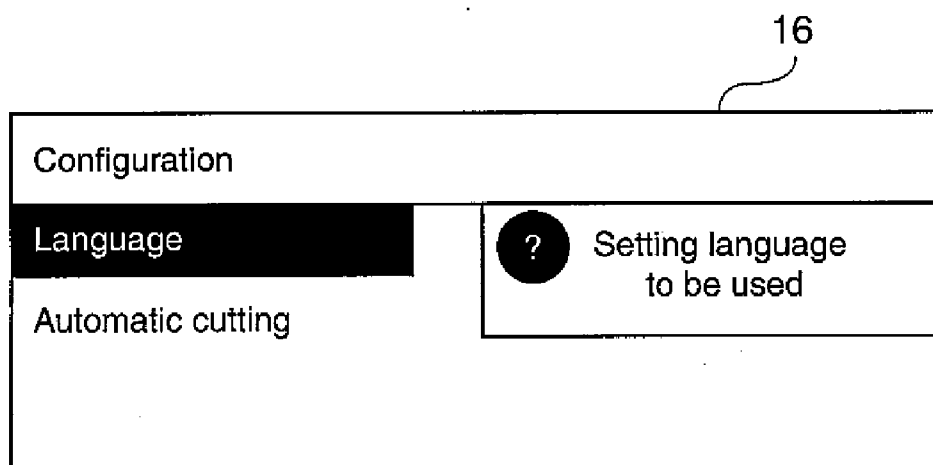 16
Configuration
Language
? Setting language
to be used
Automatic cutting